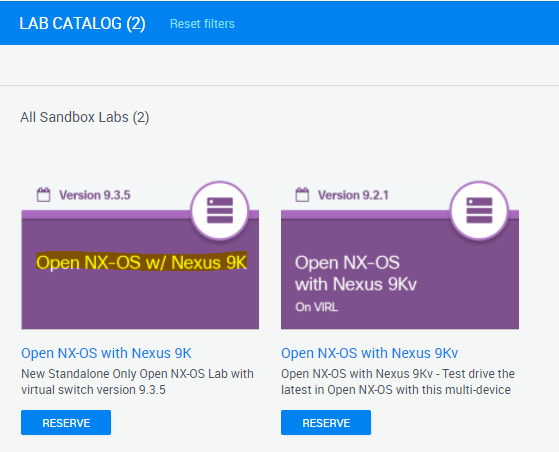 LAB CATALOG (2) Reset filters
All Sandbox Labs (2)
Version 9.3.5
Open NX-OS w/ Nexus 9K
Open NX-OS with Nexus 9K
New Standalone Only Open NX-OS Lab with
virtual switch version 9.3.5
RESERVE
Version 9.2.1
Open NX-OS
with Nexus 9Kv
On VIRL
Open NX-OS with Nexus 9Kv
Open NX-OS with Nexus 9Kv - Test drive the
latest in Open NX-OS with this multi-device
RESERVE